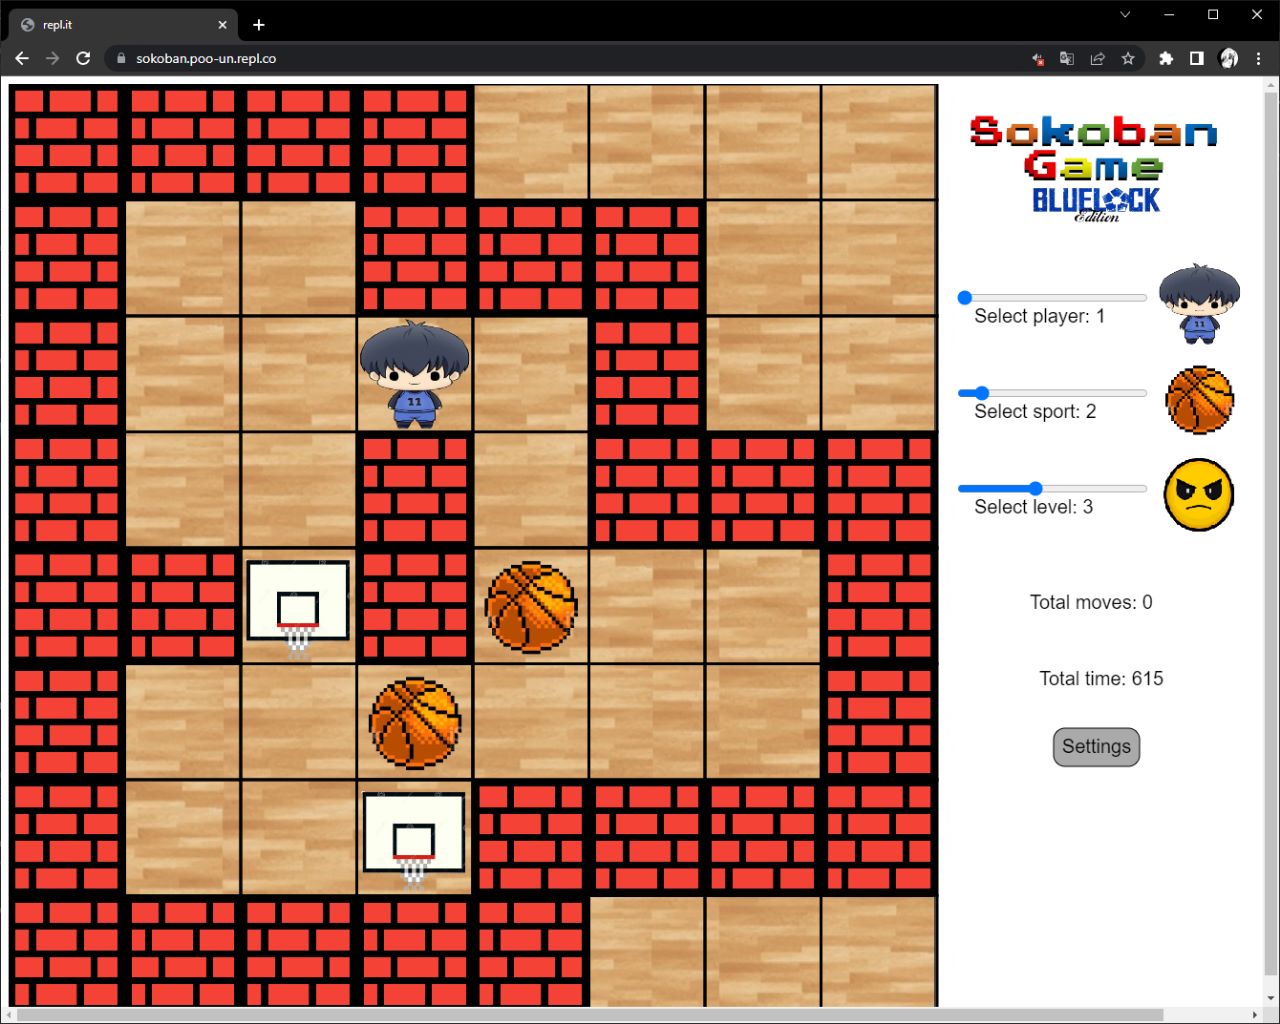 repl.it
sokoban.poo-un.repl.co
Sokoban
Game
BLUELOCK
Edition
11
Select player: 1
11
Select sport: 2
Select level: 3
Total moves: 0
Total time: 615
Settings